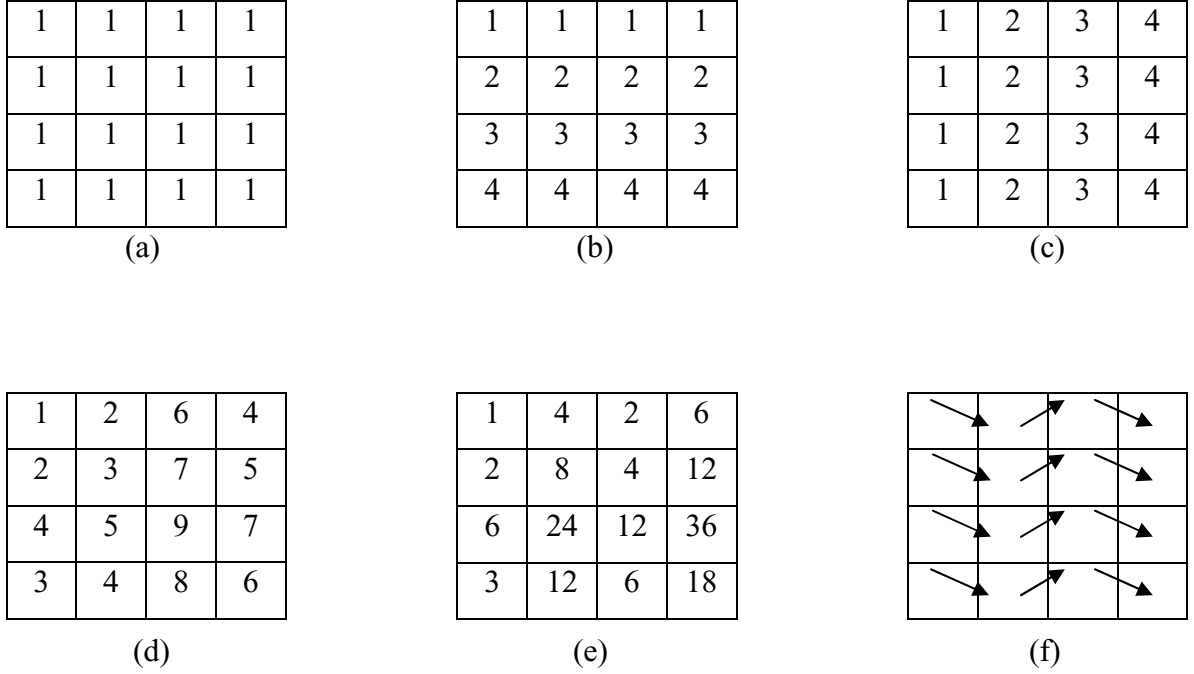 1 1 1 1
1 1 1 1
1 1 1 1
1 1 1 1
(a)
1 1 1 1
2 2 2 2
3 3 3 3
4 4 4 4
(b)
1 2 3 4
1 2 3 4
1 2 3 4
1 2 3 4
(c)
1 2 6 4
2 3 7 5
4 5 9 7
3 4 8 6
(d)
1 4 2 6
2 8 4 12
6 24 12 36
3 12 6 18
(e)
(f)